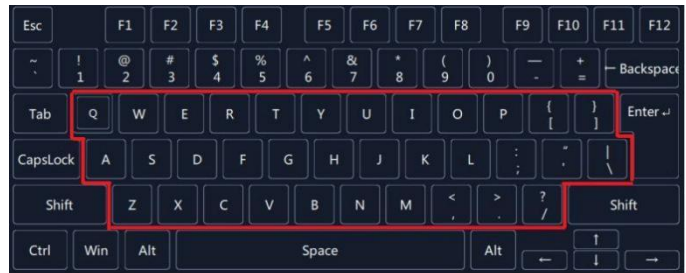 Esc F1 F2 F3 F4 F5 F6 F7 F8 F9 F10 F11 F12
~ ! @ # $ % ^ & * ( ) — +
` 1 2 3 4 5 6 7 8 9 0 - = ← Backspace
Tab Q W E R T Y U I O P { } Enter ↵
[ ]
CapsLock A S D F G H J K L : " |
; ' \
Shift Z X C V B N M < > ? Shift
, . /
Ctrl Win Alt Space Alt ← ↑ ↓ →